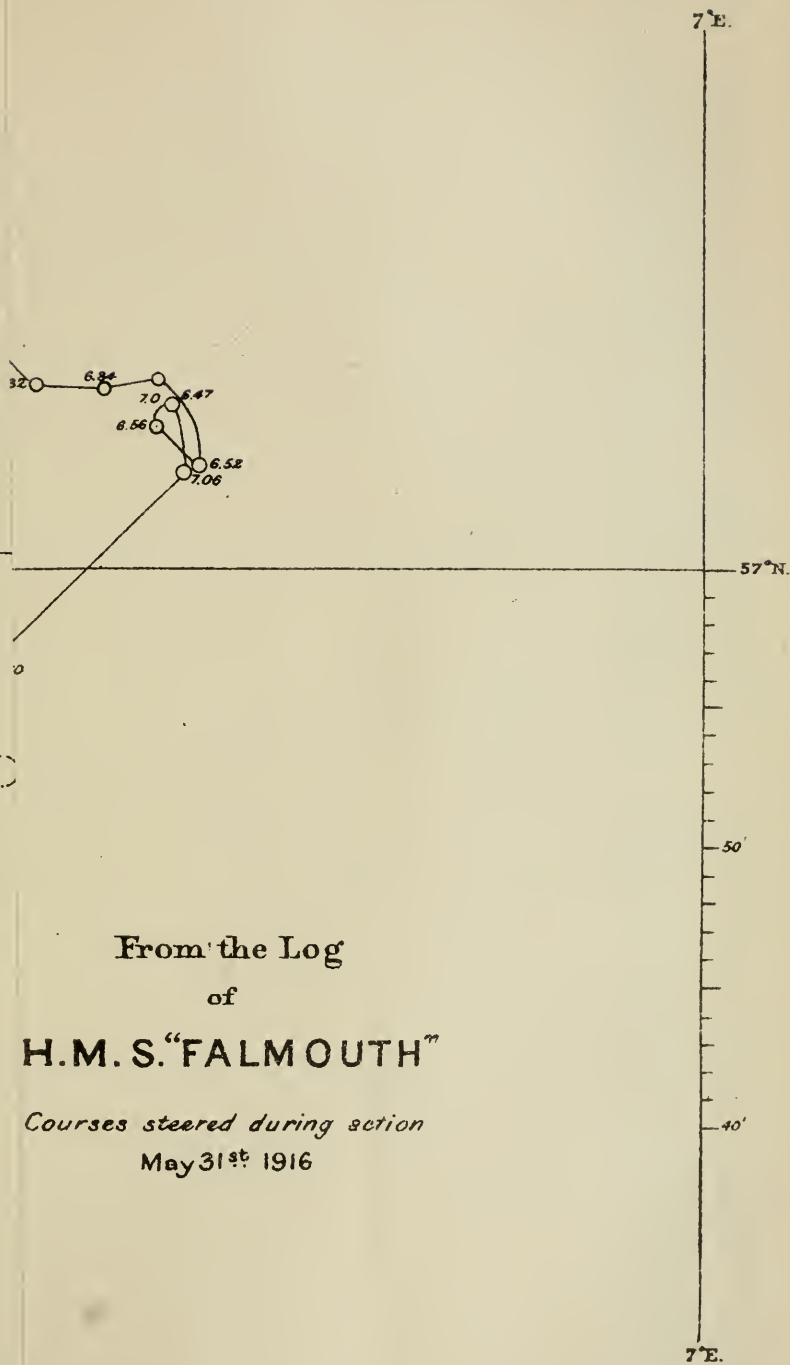 7°E.
32
6.34
7.0
6.47
6.56
6.52
7.06
57°N.
0
50'
From the Log
of
H.M.S. "FALMOUTH"
Courses steered during action
May 31st 1916
40'
7°E.